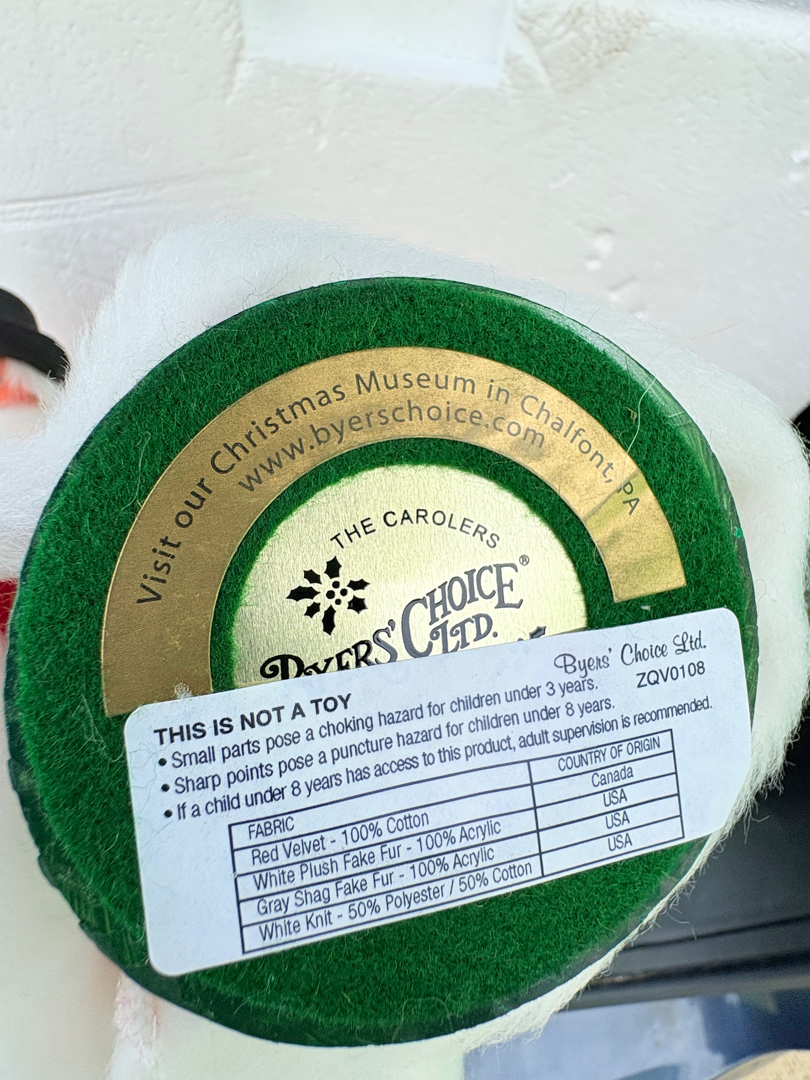 Visit our Christmas Museum in Chalfont, PA
www.byerschoice.com
THE CAROLERS
BYERS' CHOICE®
LTD.
Byers' Choice Ltd.
ZQV0108
THIS IS NOT A TOY
• Small parts pose a choking hazard for children under 3 years.
• Sharp points pose a puncture hazard for children under 8 years.
• If a child under 8 years has access to this product, adult supervision is recommended.
FABRIC COUNTRY OF ORIGIN
Red Velvet - 100% Cotton Canada
White Plush Fake Fur - 100% Acrylic USA
Gray Shag Fake Fur - 100% Acrylic USA
White Knit - 50% Polyester / 50% Cotton USA